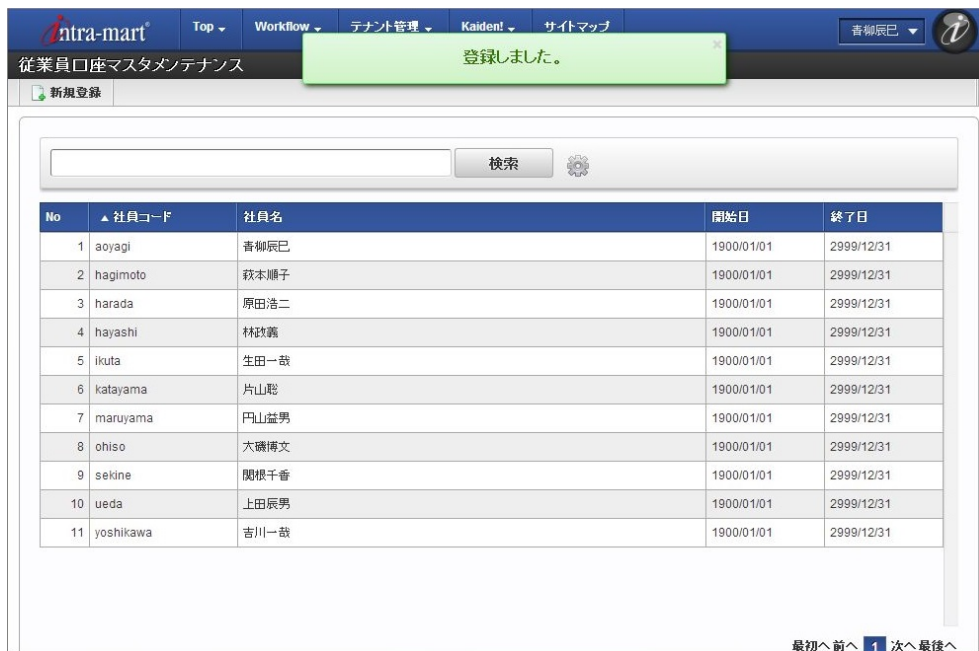 intra-mart Top Workflow テナント管理 Kaiden! サイトマップ 青柳辰巳
登録しました。
従業員口座マスタメンテナンス
新規登録
検索
No ▲ 社員コード 社員名 開始日 終了日
1 aoyagi 青柳辰巳 1900/01/01 2999/12/31
2 hagimoto 萩本順子 1900/01/01 2999/12/31
3 harada 原田浩二 1900/01/01 2999/12/31
4 hayashi 林政義 1900/01/01 2999/12/31
5 ikuta 生田一哉 1900/01/01 2999/12/31
6 katayama 片山聡 1900/01/01 2999/12/31
7 maruyama 円山益男 1900/01/01 2999/12/31
8 ohiso 大磯博文 1900/01/01 2999/12/31
9 sekine 関根千香 1900/01/01 2999/12/31
10 ueda 上田辰男 1900/01/01 2999/12/31
11 yoshikawa 吉川一哉 1900/01/01 2999/12/31
最初へ 前へ 1 次へ 最後へ